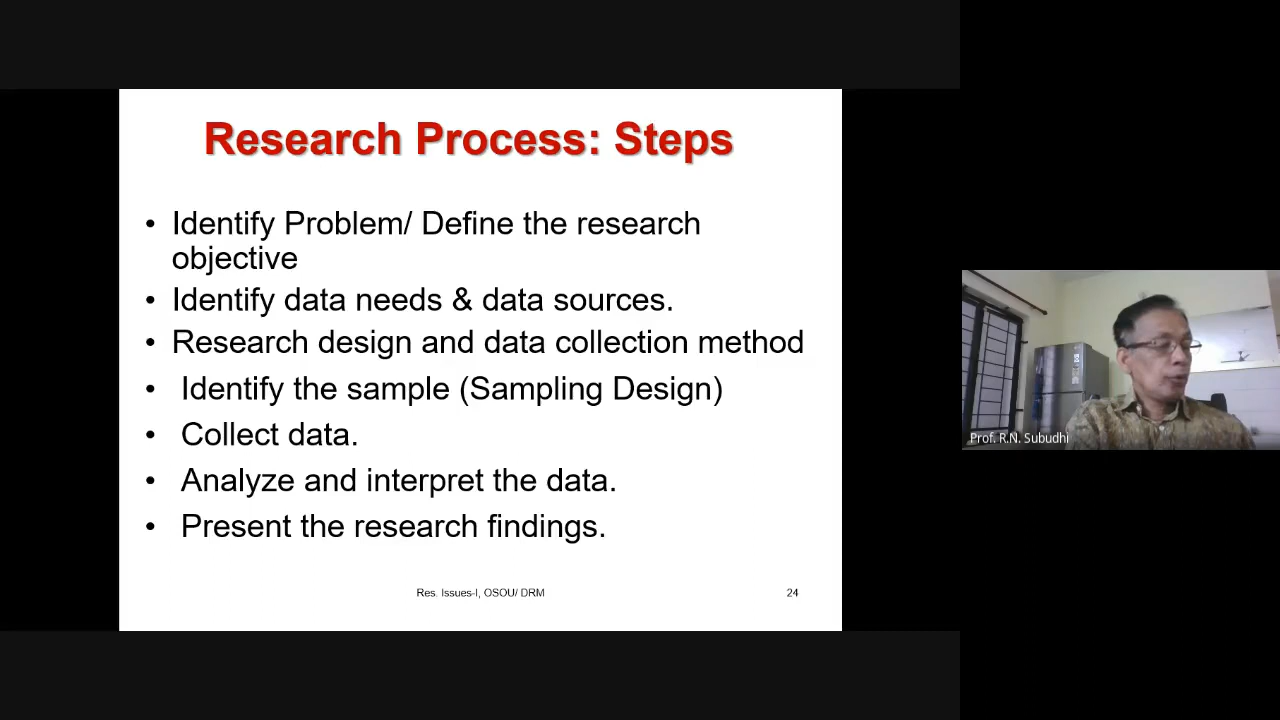 Research Process: Steps
• Identify Problem/ Define the research
objective
• Identify data needs & data sources.
• Research design and data collection method
• Identify the sample (Sampling Design)
• Collect data.
• Analyze and interpret the data.
• Present the research findings.
Res. Issues-I, OSOU/ DRM
24
Prof. R.N. Subudhi